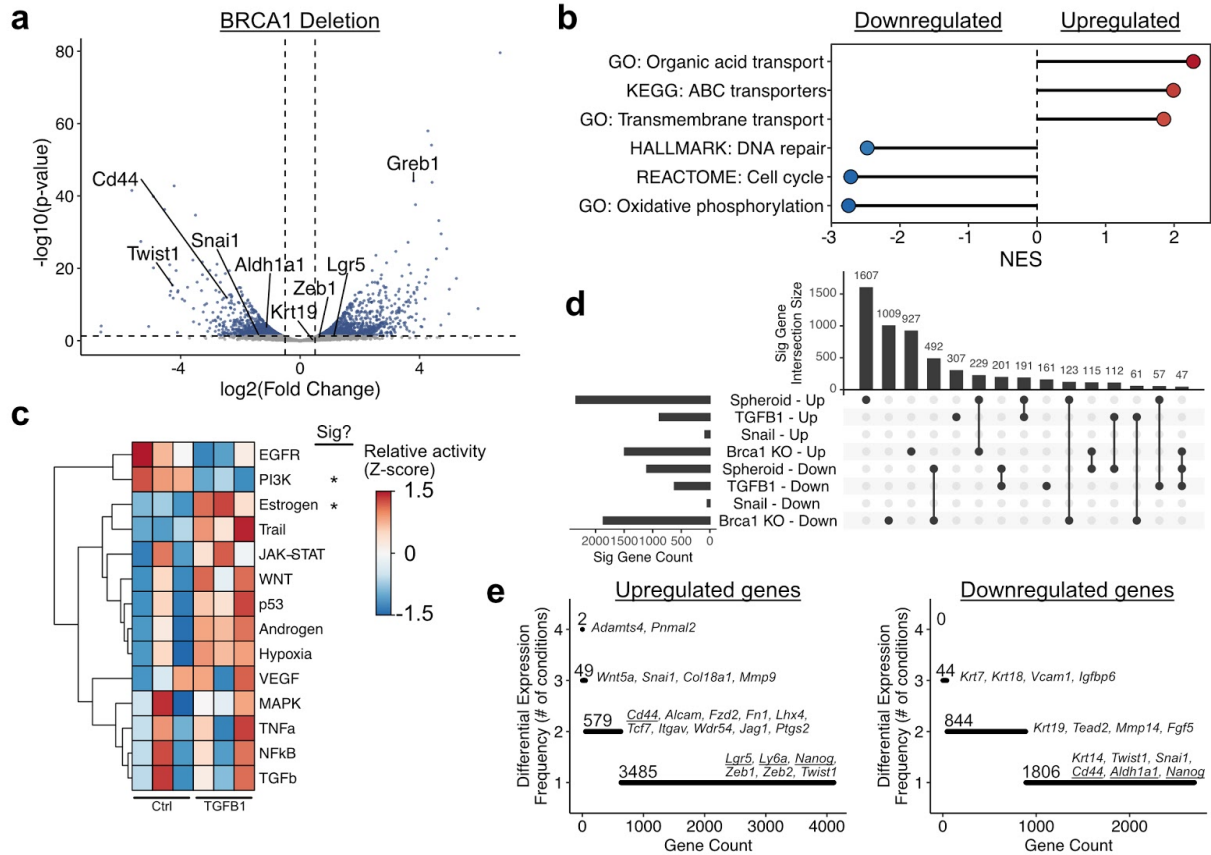 a
BRCA1 Deletion
80
60
40
20
0
-4
0
4
-log10(p-value)
log2(Fold Change)
Cd44
Twist1
Snai1
Aldh1a1
Krt19
Zeb1
Lgr5
Greb1
b
Downregulated
Upregulated
GO: Organic acid transport
KEGG: ABC transporters
GO: Transmembrane transport
HALLMARK: DNA repair
REACTOME: Cell cycle
GO: Oxidative phosphorylation
-3
-2
-1
0
1
2
NES
c
Sig?
Relative activity
(Z-score)
1.5
0
-1.5
EGFR
PI3K *
Estrogen *
Trail
JAK-STAT
WNT
p53
Androgen
Hypoxia
VEGF
MAPK
TNFa
NFkB
TGFb
Ctrl
TGFB1
d
Sig Gene
Intersection Size
1500
1000
500
0
1607
1009
927
492
307
229
201
191
161
123
115
112
61
57
47
Spheroid - Up
TGFB1 - Up
Snail - Up
Brca1 KO - Up
Spheroid - Down
TGFB1 - Down
Snail - Down
Brca1 KO - Down
2000
1500
1000
500
0
Sig Gene Count
e
Upregulated genes
Differential Expression
Frequency (# of conditions)
4
3
2
1
2
Adamts4, Pnmal2
49
Wnt5a, Snai1, Col18a1, Mmp9
579
Cd44, Alcam, Fzd2, Fn1, Lhx4,
Tcf7, Itgav, Wdr54, Jag1, Ptgs2
3485
Lgr5, Ly6a, Nanog,
Zeb1, Zeb2, Twist1
0
1000
2000
3000
4000
Gene Count
Downregulated genes
Differential Expression
Frequency (# of conditions)
4
3
2
1
0
44
Krt7, Krt18, Vcam1, Igfbp6
844
Krt19, Tead2, Mmp14, Fgf5
1806
Krt14, Twist1, Snai1,
Cd44, Aldh1a1, Nanog
0
1000
2000
Gene Count